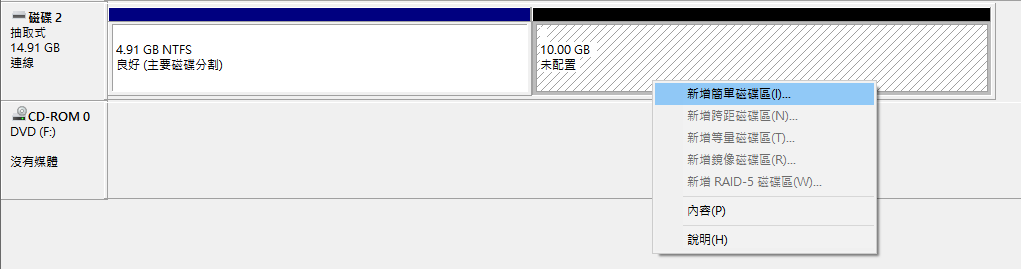 磁碟 2
抽取式
14.91 GB
連線
4.91 GB NTFS
良好 (主要磁碟分割)
10.00 GB
未配置
新增簡單磁碟區(I)...
新增跨距磁碟區(N)...
新增等量磁碟區(T)...
新增鏡像磁碟區(R)...
新增 RAID-5 磁碟區(W)...
內容(P)
說明(H)
CD-ROM 0
DVD (F:)
沒有媒體